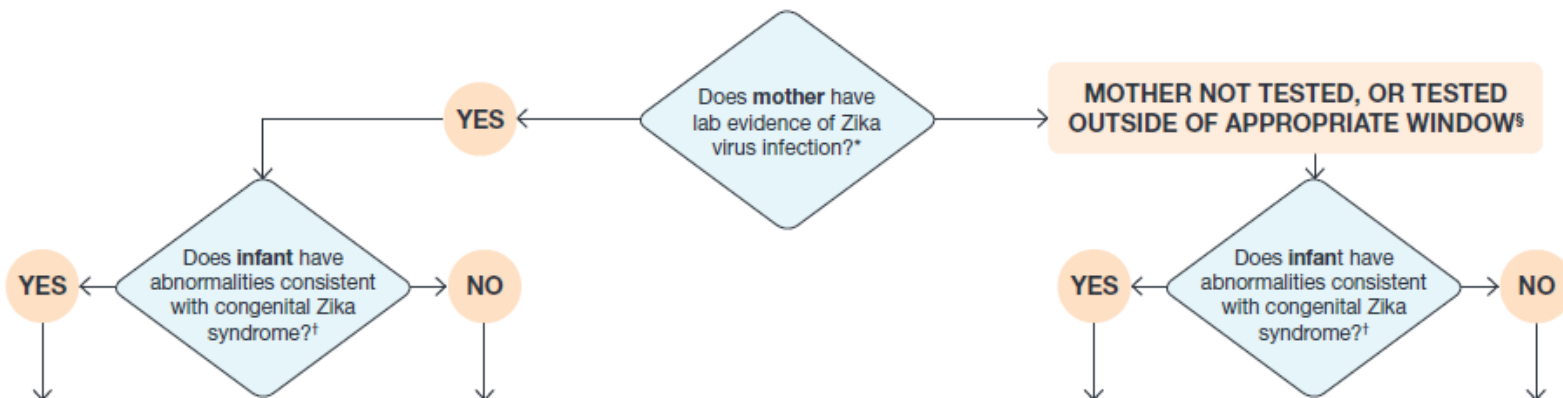 Does mother have
lab evidence of Zika
virus infection?*
YES
MOTHER NOT TESTED, OR TESTED
OUTSIDE OF APPROPRIATE WINDOW§
Does infant have
abnormalities consistent
with congenital Zika
syndrome?†
YES
NO
Does infant have
abnormalities consistent
with congenital Zika
syndrome?†
YES
NO